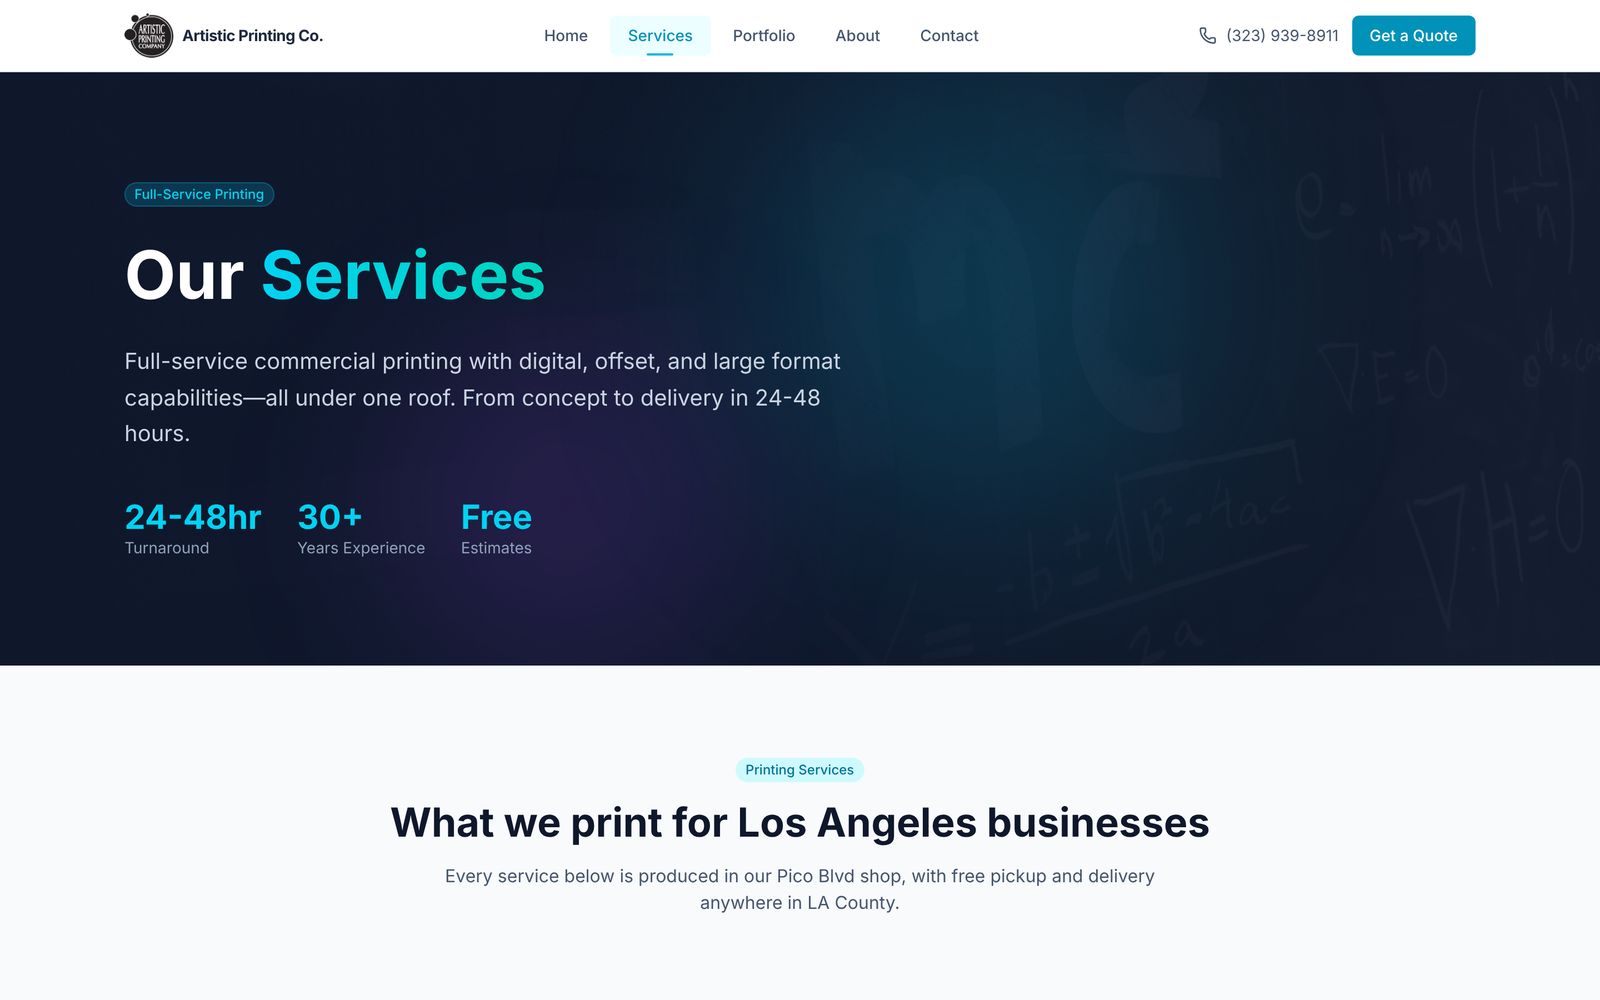 ARTISTIC
PRINTING
COMPANY
Artistic Printing Co.
Home
Services
Portfolio
About
Contact
(323) 939-8911
Get a Quote
Full-Service Printing
Our Services
Full-service commercial printing with digital, offset, and large format
capabilities—all under one roof. From concept to delivery in 24-48
hours.
24-48hr
30+
Free
Turnaround
Years Experience
Estimates
Printing Services
What we print for Los Angeles businesses
Every service below is produced in our Pico Blvd shop, with free pickup and delivery
anywhere in LA County.